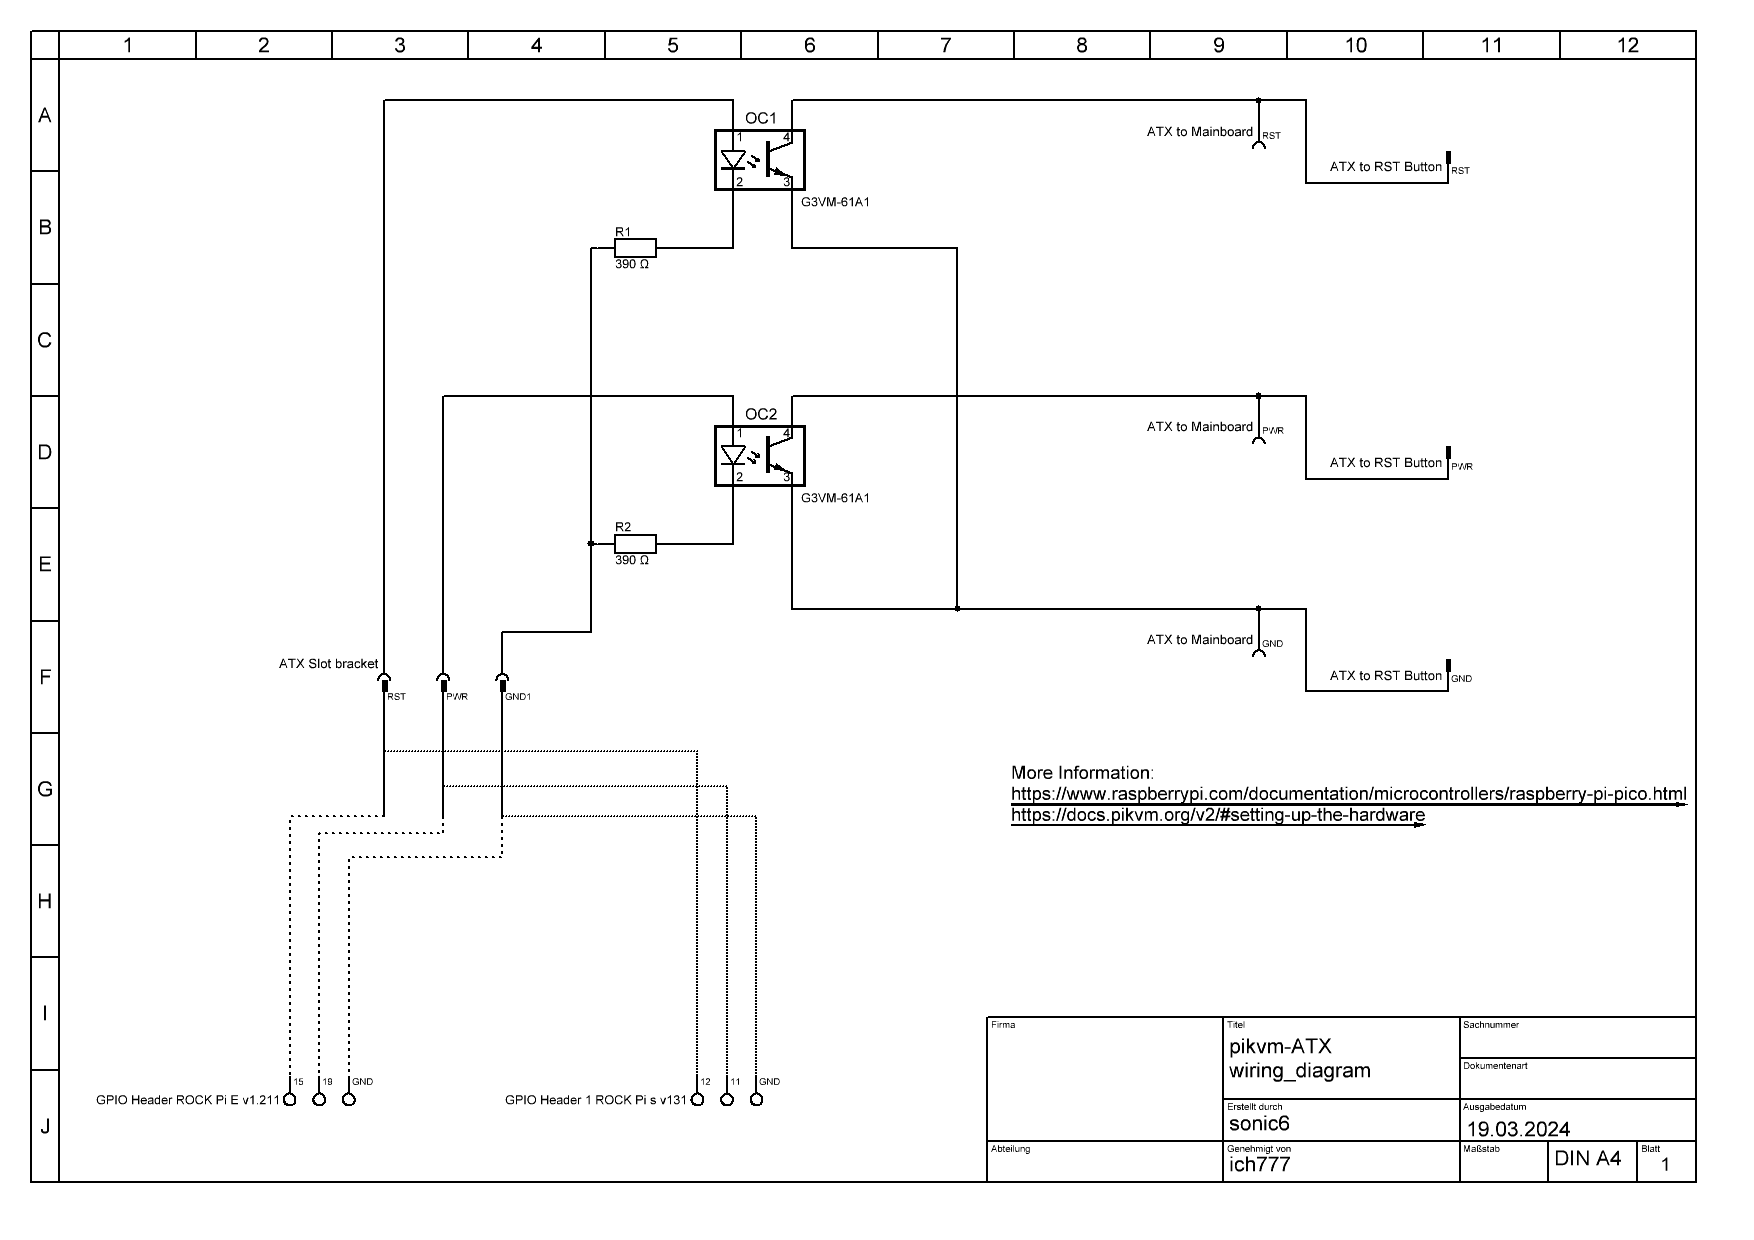 1 2 3 4 5 6 7 8 9 10 11 12
A
OC1
1 4
ATX to Mainboard RST
ATX to RST Button RST
2 3
G3VM-61A1
B
R1
390 Ω
C
D
OC2
1 4
ATX to Mainboard PWR
ATX to RST Button PWR
2 3
G3VM-61A1
R2
390 Ω
E
ATX to Mainboard GND
ATX Slot bracket
F
ATX to RST Button GND
RST PWR GND1
More Information:
G
https://www.raspberrypi.com/documentation/microcontrollers/raspberry-pi-pico.html
https://docs.pikvm.org/v2/#setting-up-the-hardware
H
I
Firma
Titel
Sachnummer
pikvm-ATX
wiring_diagram
Dokumentenart
15 19 GND
12 11 GND
GPIO Header ROCK Pi E v1.211
GPIO Header 1 ROCK Pi s v131
J
Erstellt durch
sonic6
Ausgabedatum
19.03.2024
Abteilung
Genehmigt von
ich777
Maßstab
DIN A4
Blatt
1